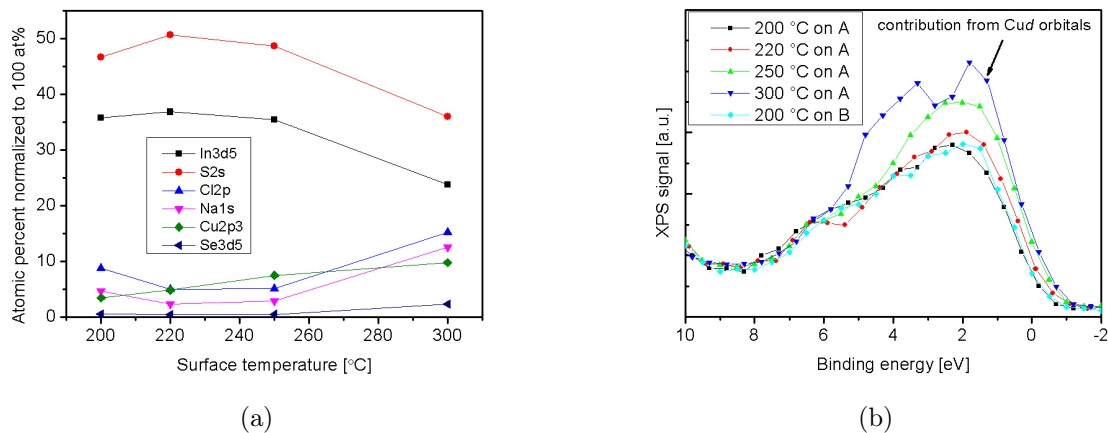 Atomic percent normalized to 100 at%
50
40
30
20
10
0
In3d5
S2s
Cl2p
Na1s
Cu2p3
Se3d5
200 220 240 260 280 300
Surface temperature [°C]
(a)
XPS signal [a.u.]
200 °C on A
220 °C on A
250 °C on A
300 °C on A
200 °C on B
contribution from Cud orbitals
10 8 6 4 2 0 -2
Binding energy [eV]
(b)